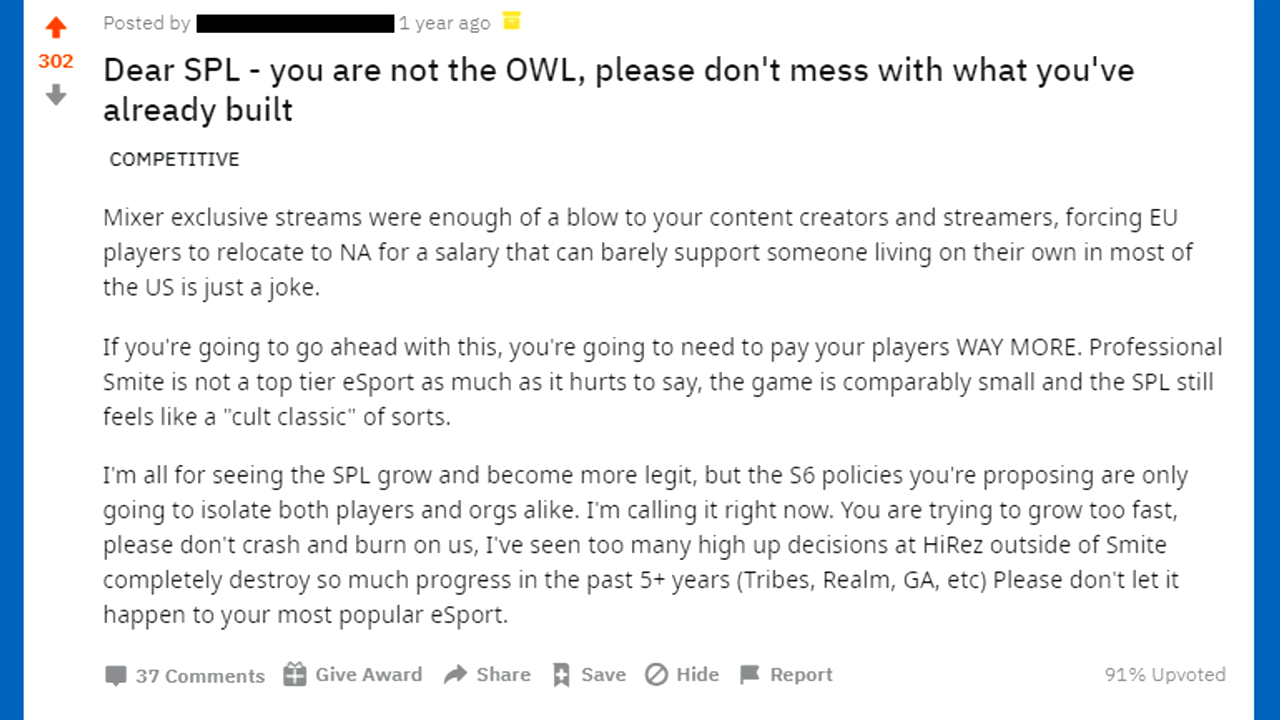 Posted by 1 year ago
302
Dear SPL - you are not the OWL, please don't mess with what you've
already built
COMPETITIVE
Mixer exclusive streams were enough of a blow to your content creators and streamers, forcing EU
players to relocate to NA for a salary that can barely support someone living on their own in most of
the US is just a joke.
If you're going to go ahead with this, you're going to need to pay your players WAY MORE. Professional
Smite is not a top tier eSport as much as it hurts to say, the game is comparably small and the SPL still
feels like a "cult classic" of sorts.
I'm all for seeing the SPL grow and become more legit, but the S6 policies you're proposing are only
going to isolate both players and orgs alike. I'm calling it right now. You are trying to grow too fast,
please don't crash and burn on us, I've seen too many high up decisions at HiRez outside of Smite
completely destroy so much progress in the past 5+ years (Tribes, Realm, GA, etc) Please don't let it
happen to your most popular eSport.
37 Comments Give Award Share Save Hide Report 91% Upvoted